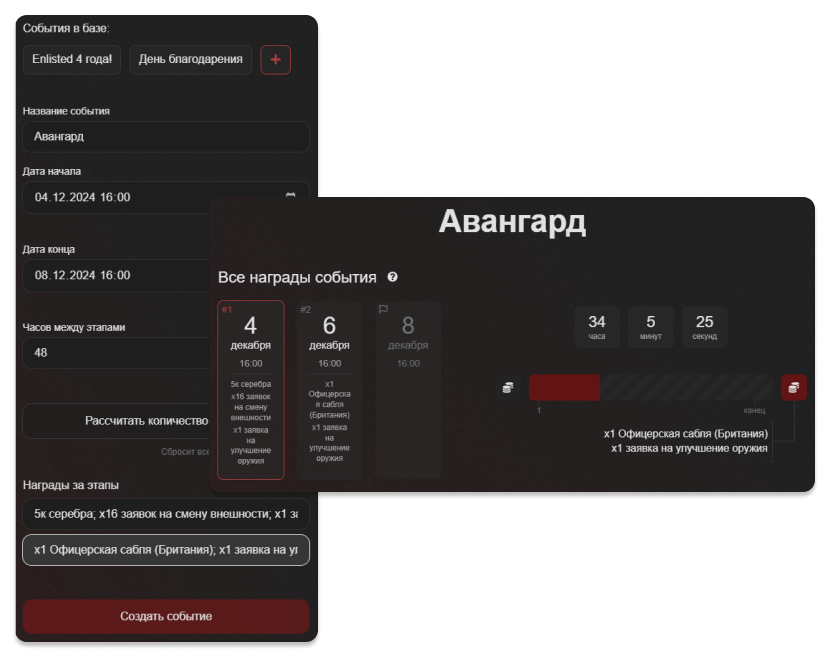 События в базе:
Enlisted 4 года!
День благодарения
+
Название события
Авангард
Дата начала
04.12.2024 16:00
Дата конца
08.12.2024 16:00
Часов между этапами
48
Рассчитать количество
Сбросит все
Награды за этапы
5к серебра; x16 заявок на смену внешности; x1 за
x1 Офицерская сабля (Британия); x1 заявка на ул
Создать событие
Авангард
Все награды события ?
#1
4
декабря
16:00
5к серебра
x16 заявок
на смену
внешности
x1 заявка
на
улучшение
оружия
#2
6
декабря
16:00
x1
Офицерска
я сабля
(Британия)
x1 заявка
на
улучшение
оружия
8
декабря
16:00
34
часа
5
минут
25
секунд
1
конец
x1 Офицерская сабля (Британия)
x1 заявка на улучшение оружия